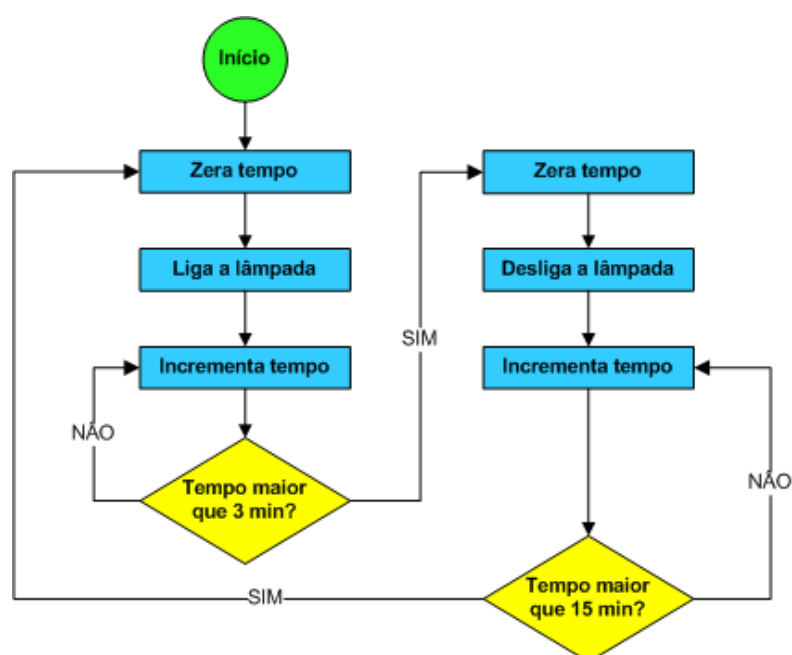 Início
Zera tempo
Liga a lâmpada
Incrementa tempo
NÃO
Tempo maior
que 3 min?
SIM
Zera tempo
Desliga a lâmpada
Incrementa tempo
NÃO
Tempo maior
que 15 min?
SIM